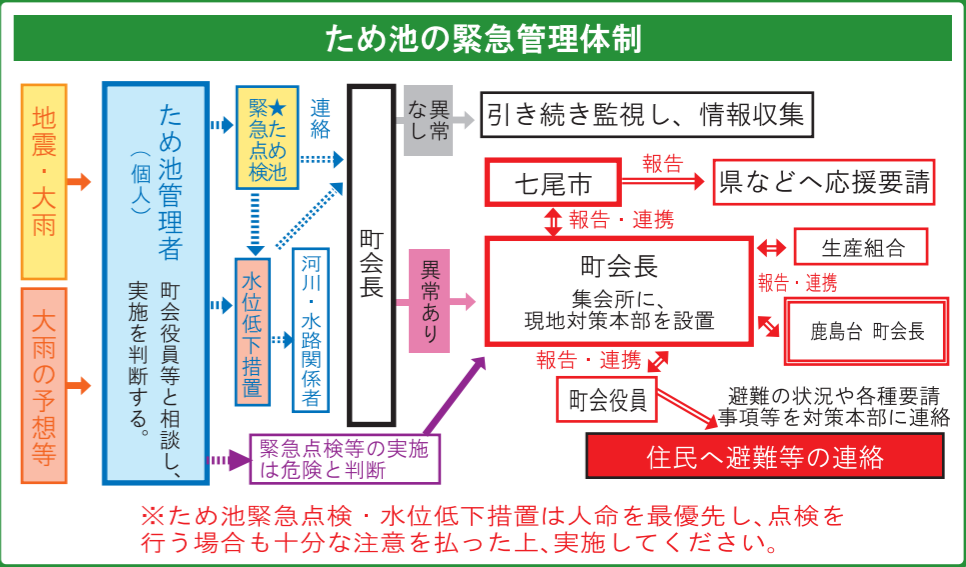 ため池の緊急管理体制
地震・大雨
大雨の予想等
ため池管理者
（個人）
町会役員等と相談し、
実施を判断する。
★ため池
緊急点検
連絡
水位低下措置
河川・水路関係者
緊急点検等の実施
は危険と判断
町会長
異常
なし
引き続き監視し、情報収集
異常あり
七尾市
報告
県などへ応援要請
報告・連携
町会長
集会所に、
現地対策本部を設置
生産組合
報告・連携
鹿島台 町会長
報告・連携
町会役員
避難の状況や各種要請
事項等を対策本部に連絡
住民へ避難等の連絡
※ため池緊急点検・水位低下措置は人命を最優先し、点検を
行う場合も十分な注意を払った上、実施してください。